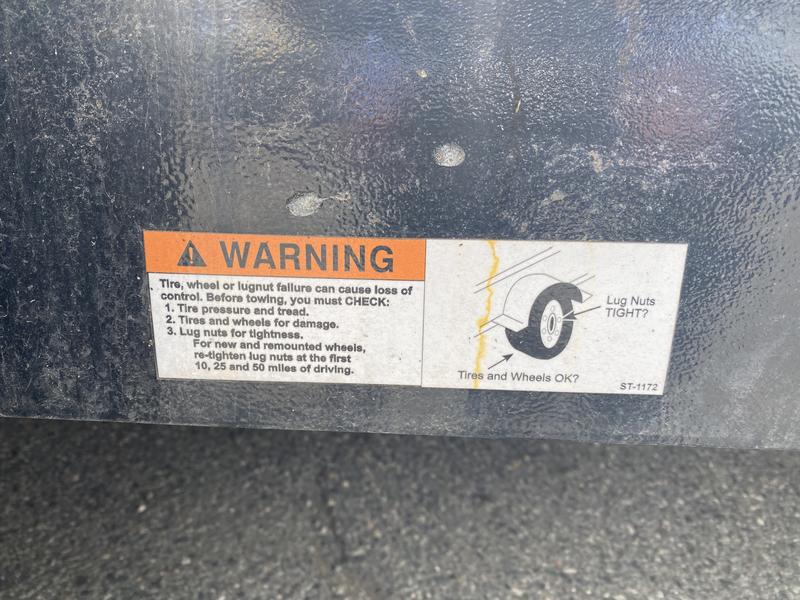 WARNING
Tire, wheel or lugnut failure can cause loss of
control. Before towing, you must CHECK:
1. Tire pressure and tread.
2. Tires and wheels for damage.
3. Lug nuts for tightness.
For new and remounted wheels,
re-tighten lug nuts at the first
10, 25 and 50 miles of driving.
Lug Nuts
TIGHT?
Tires and Wheels OK?
ST-1172